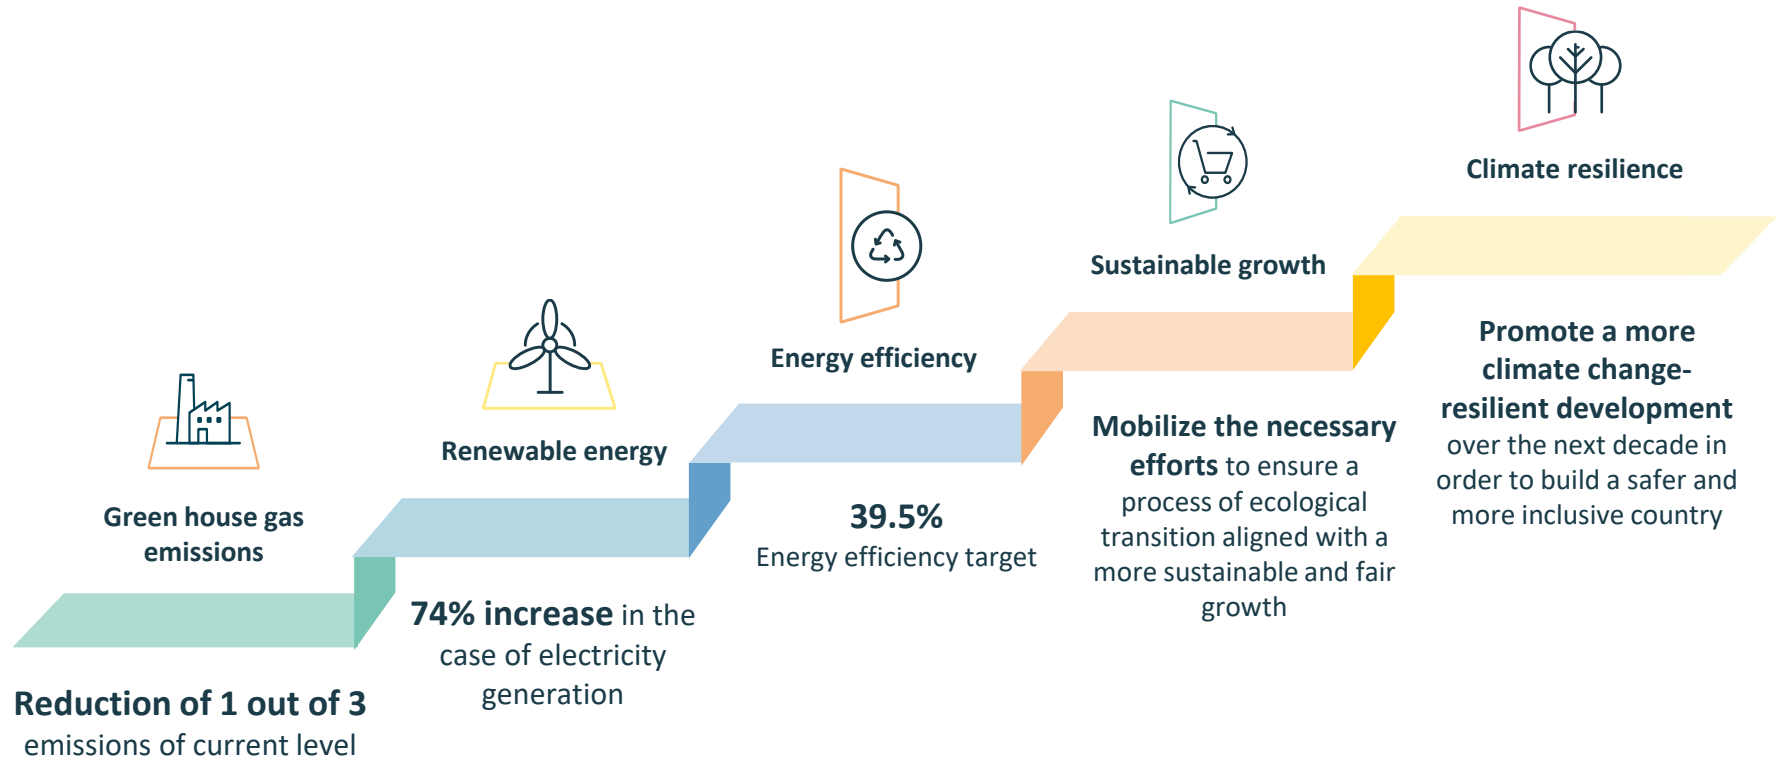 Green house gas
emissions
Reduction of 1 out of 3
emissions of current level
Renewable energy
74% increase in the
case of electricity
generation
Energy efficiency
39.5%
Energy efficiency target
Sustainable growth
Mobilize the necessary
efforts to ensure a
process of ecological
transition aligned with a
more sustainable and fair
growth
Climate resilience
Promote a more
climate change-
resilient development
over the next decade in
order to build a safer and
more inclusive country